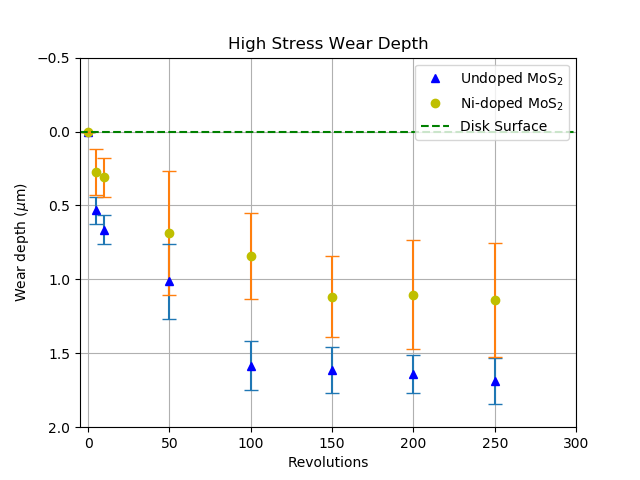 High Stress Wear Depth
Undoped MoS₂
Ni-doped MoS₂
Disk Surface
Wear depth (μm)
−0.5
0.0
0.5
1.0
1.5
2.0
0 50 100 150 200 250 300
Revolutions